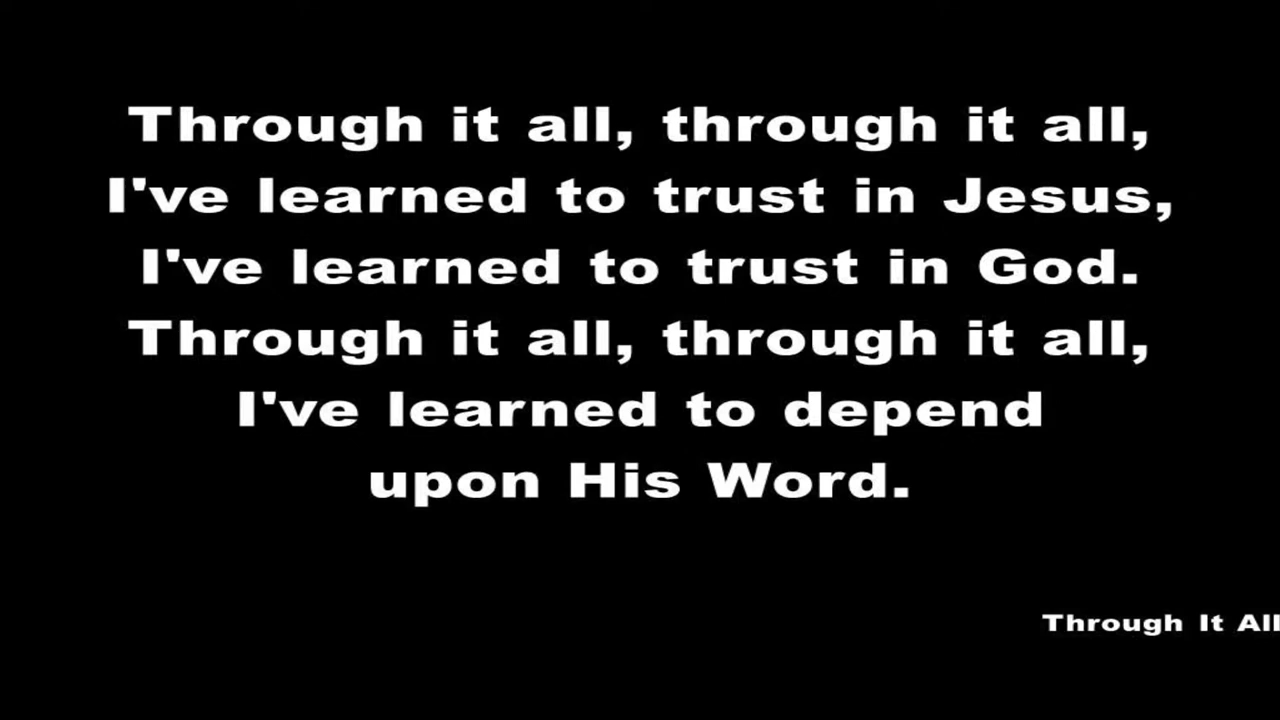 Through it all, through it all,
I've learned to trust in Jesus,
I've learned to trust in God.
Through it all, through it all,
I've learned to depend
upon His Word.
Through It All